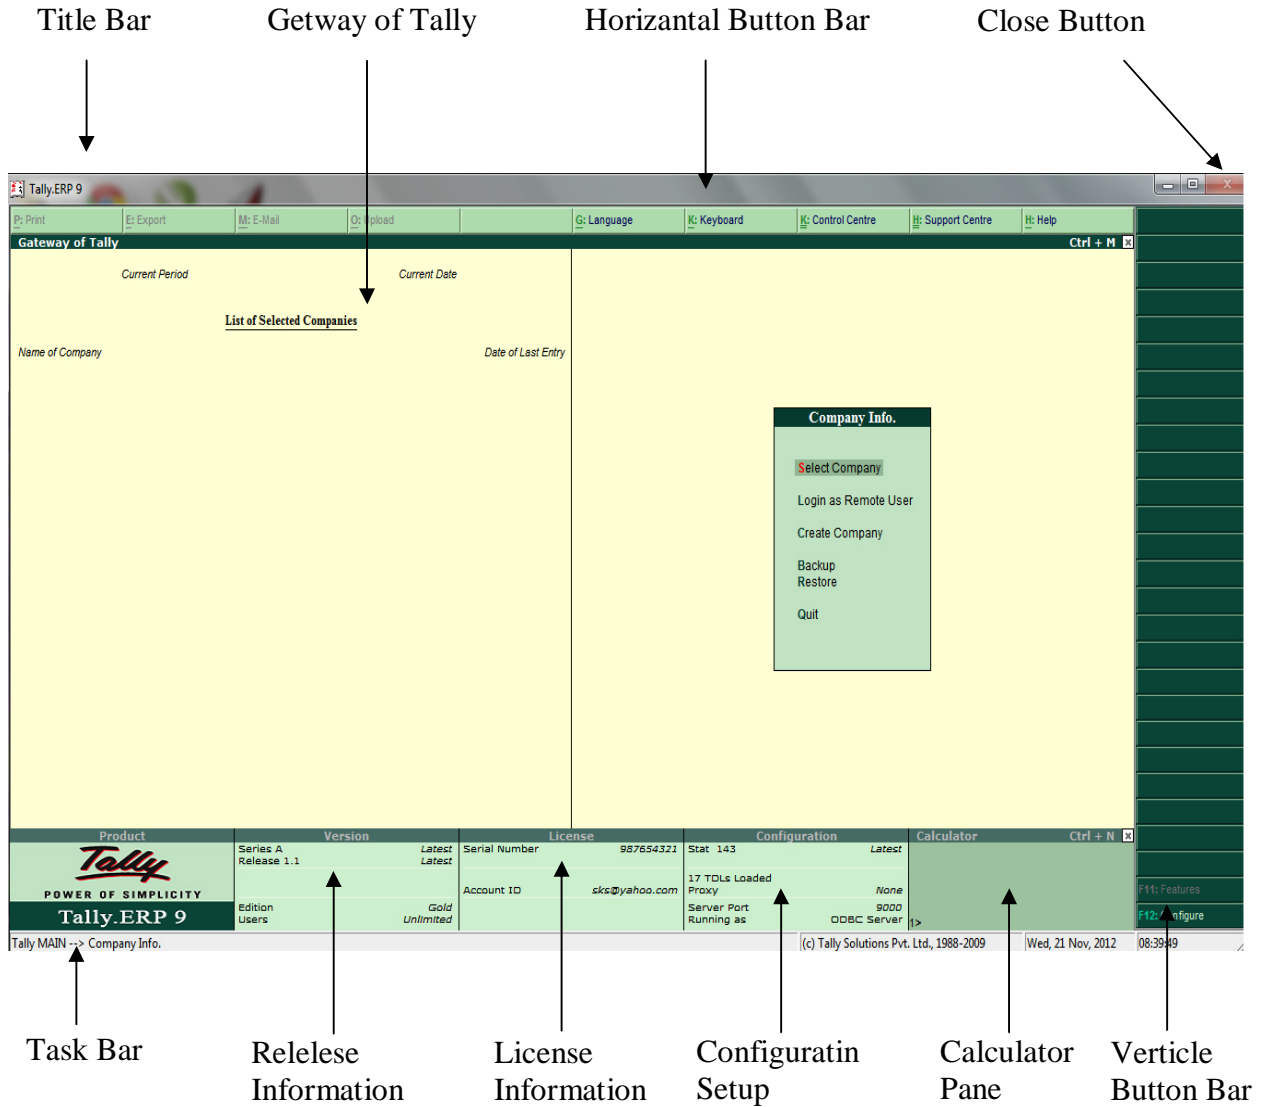 Title Bar Getway of Tally Horizantal Button Bar Close Button
Tally.ERP 9
P: Print E: Export M: E-Mail O: Upload G: Language K: Keyboard K: Control Centre H: Support Centre H: Help
Gateway of Tally Ctrl + M x
Current Period Current Date
List of Selected Companies
Name of Company Date of Last Entry
Company Info.
Select Company
Login as Remote User
Create Company
Backup
Restore
Quit
Product Version License Configuration Calculator Ctrl + N x
Tally
POWER OF SIMPLICITY
Tally.ERP 9
Series A Latest
Release 1.1 Latest
Edition Gold
Users Unlimited
Serial Number 987654321
Account ID sks@yahoo.com
Stat 143 Latest
17 TDLs Loaded
Proxy None
Server Port 9000
Running as ODBC Server
1>
F11: Features
F12: Configure
Tally MAIN --> Company Info. (c) Tally Solutions Pvt. Ltd., 1988-2009 Wed, 21 Nov, 2012 08:39:49
Task Bar
Relelese
Information
License
Information
Configuratin
Setup
Calculator
Pane
Verticle
Button Bar